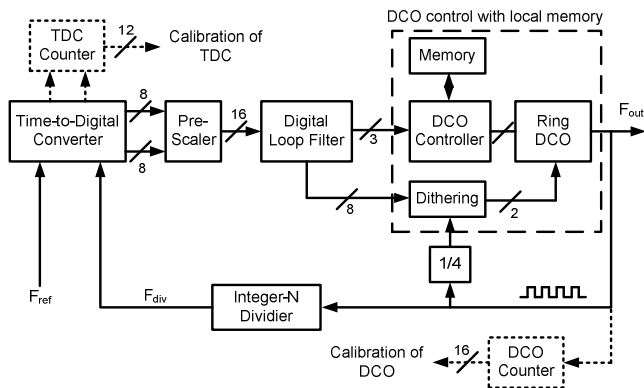 DCO control with local memory
TDC
Counter
12
Calibration of
TDC
Memory
Time-to-Digital
Converter
8
8
Pre-
Scaler
16
Digital
Loop Filter
3
DCO
Controller
Ring
DCO
Fout
8
Dithering
2
1/4
Fref
Fdiv
Integer-N
Dividier
Calibration of
DCO
16
DCO
Counter